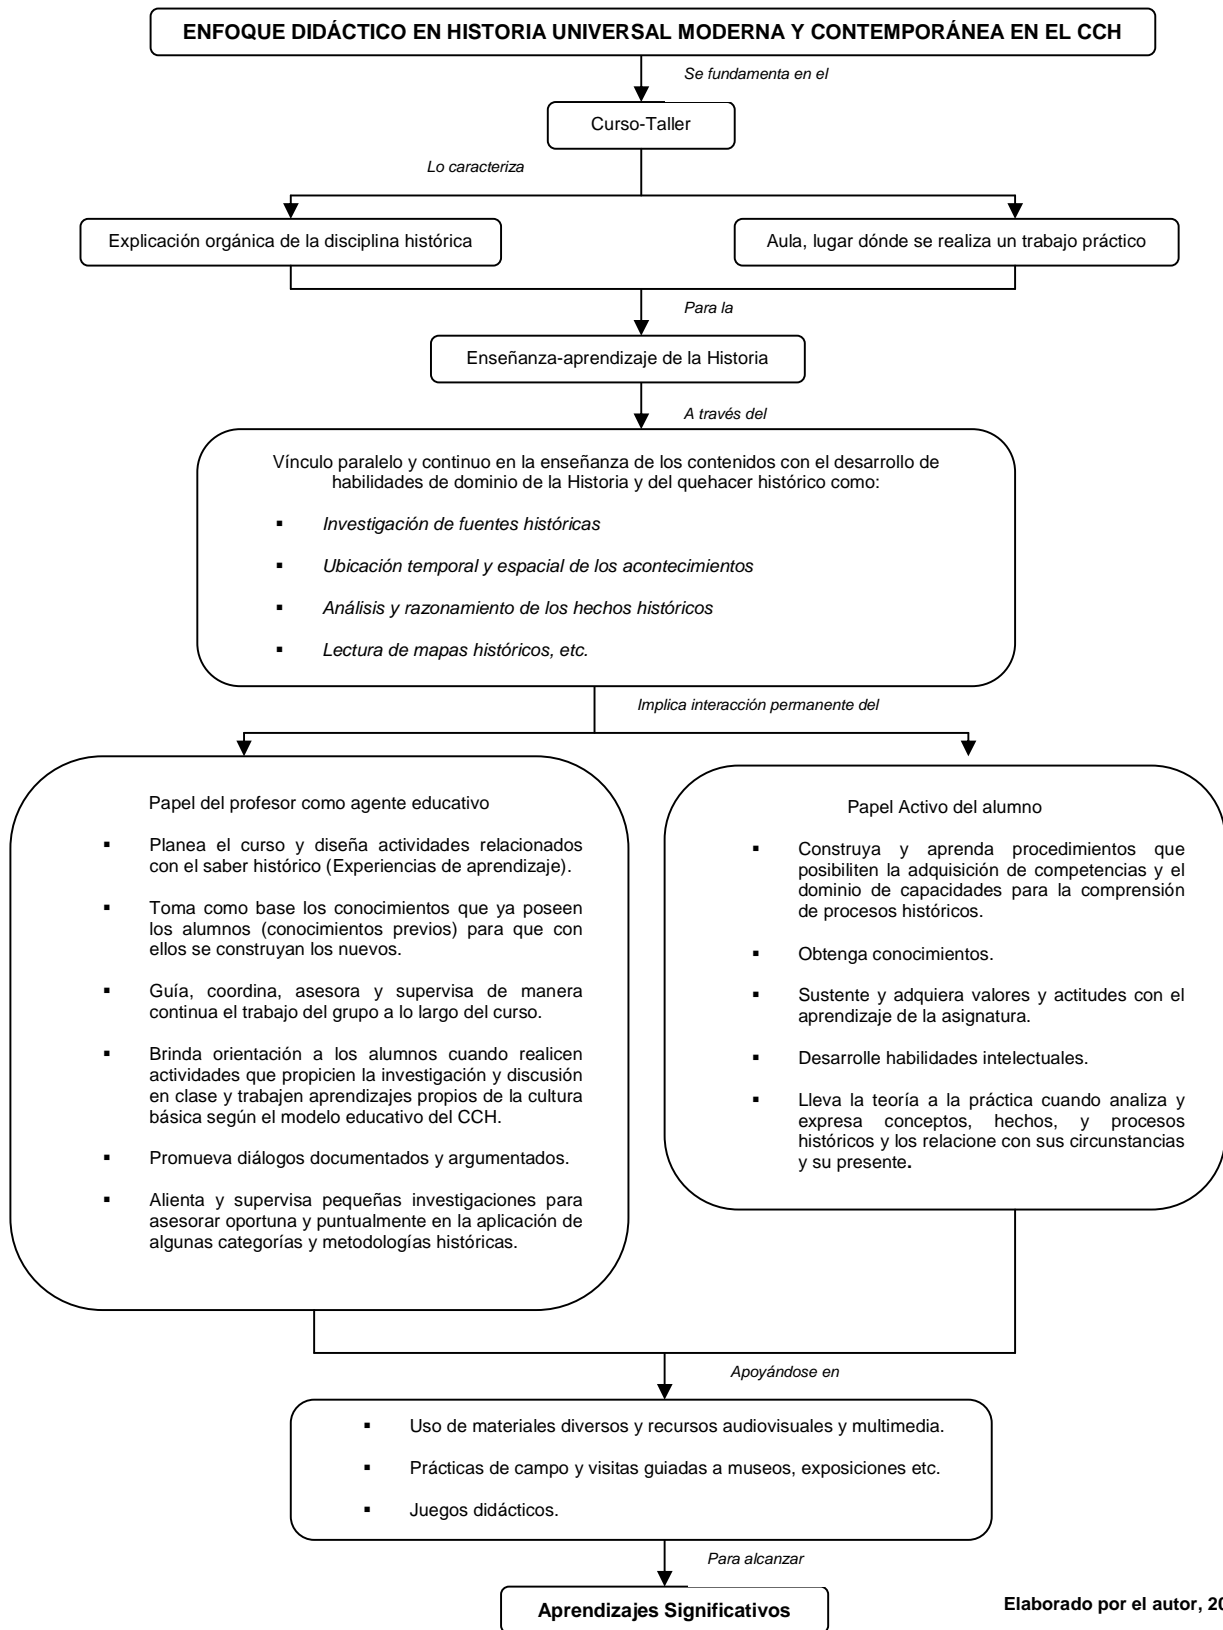 ENFOQUE DIDÁCTICO EN HISTORIA UNIVERSAL MODERNA Y CONTEMPORÁNEA EN EL CCH
Se fundamenta en el
Curso-Taller
Lo caracteriza
Explicación orgánica de la disciplina histórica
Aula, lugar dónde se realiza un trabajo práctico
Para la
Enseñanza-aprendizaje de la Historia
A través del
Vínculo paralelo y continuo en la enseñanza de los contenidos con el desarrollo de
habilidades de dominio de la Historia y del quehacer histórico como:
▪ Investigación de fuentes históricas
▪ Ubicación temporal y espacial de los acontecimientos
▪ Análisis y razonamiento de los hechos históricos
▪ Lectura de mapas históricos, etc.
Implica interacción permanente del
Papel del profesor como agente educativo
▪ Planea el curso y diseña actividades relacionados
con el saber histórico (Experiencias de aprendizaje).
▪ Toma como base los conocimientos que ya poseen
los alumnos (conocimientos previos) para que con
ellos se construyan los nuevos.
▪ Guía, coordina, asesora y supervisa de manera
continua el trabajo del grupo a lo largo del curso.
▪ Brinda orientación a los alumnos cuando realicen
actividades que propicien la investigación y discusión
en clase y trabajen aprendizajes propios de la cultura
básica según el modelo educativo del CCH.
▪ Promueva diálogos documentados y argumentados.
▪ Alienta y supervisa pequeñas investigaciones para
asesorar oportuna y puntualmente en la aplicación de
algunas categorías y metodologías históricas.
Papel Activo del alumno
▪ Construya y aprenda procedimientos que
posibiliten la adquisición de competencias y el
dominio de capacidades para la comprensión
de procesos históricos.
▪ Obtenga conocimientos.
▪ Sustente y adquiera valores y actitudes con el
aprendizaje de la asignatura.
▪ Desarrolle habilidades intelectuales.
▪ Lleva la teoría a la práctica cuando analiza y
expresa conceptos, hechos, y procesos
históricos y los relacione con sus circunstancias
y su presente.
Apoyándose en
▪ Uso de materiales diversos y recursos audiovisuales y multimedia.
▪ Prácticas de campo y visitas guiadas a museos, exposiciones etc.
▪ Juegos didácticos.
Para alcanzar
Aprendizajes Significativos
Elaborado por el autor,